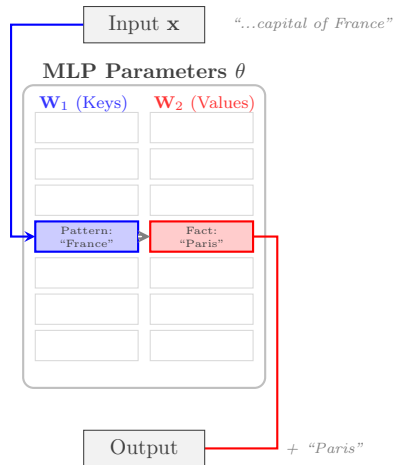 Input x
“...capital of France”
MLP Parameters θ
W₁ (Keys)
W₂ (Values)
Pattern:
“France”
Fact:
“Paris”
Output
+ “Paris”